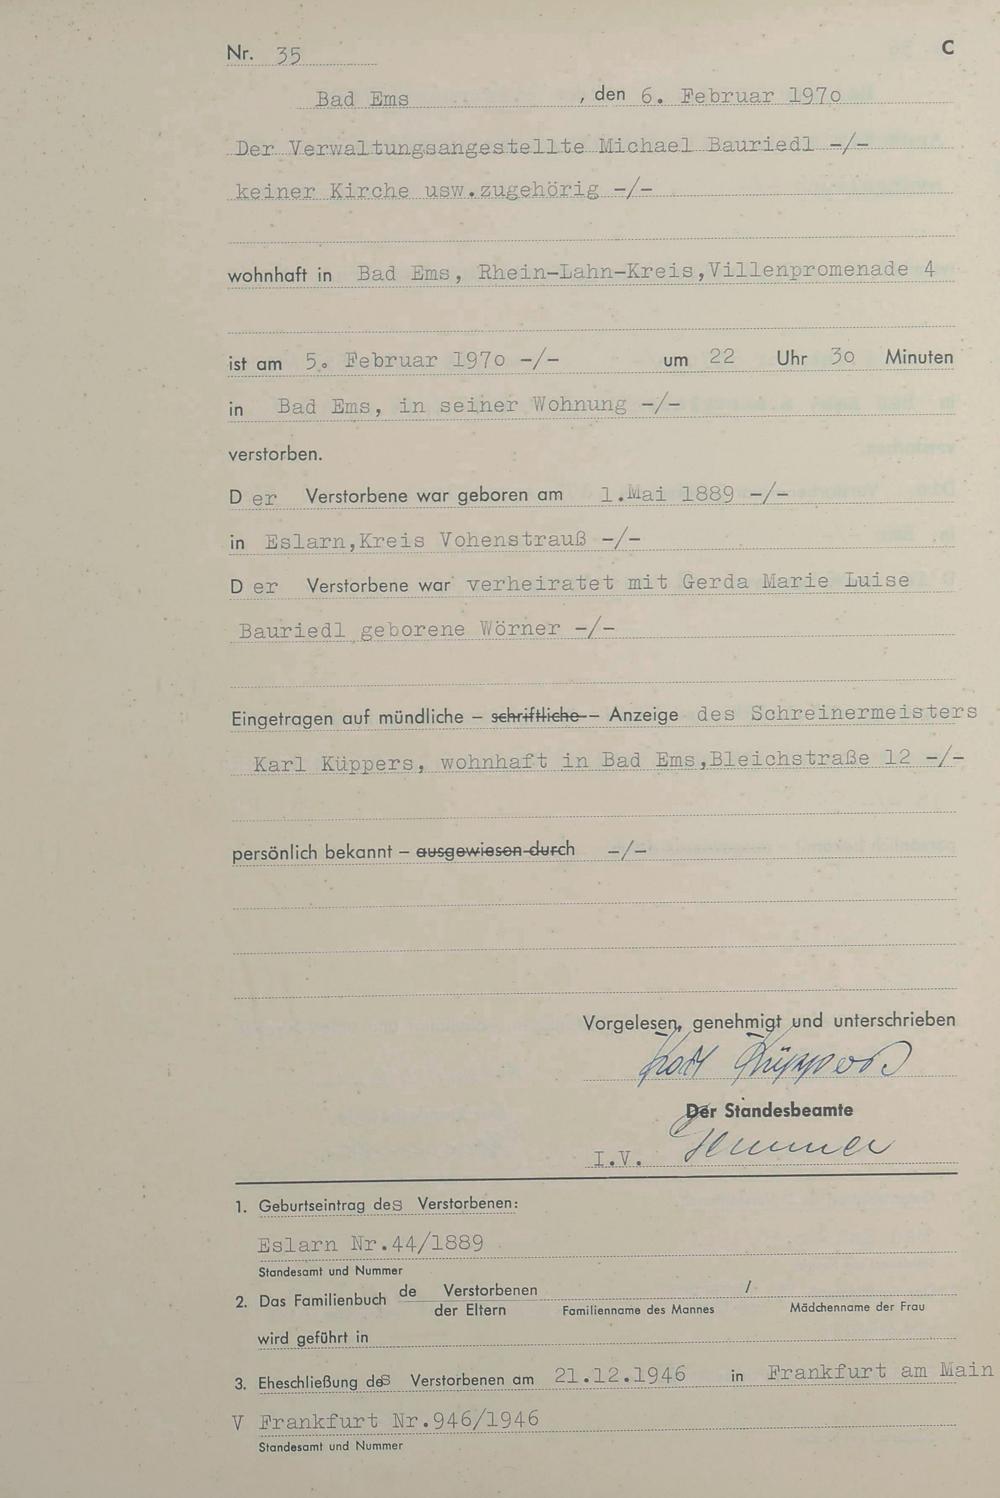 Nr. 35
C
Bad Ems, den 6. Februar 1970
Der Verwaltungsangestellte Michael Bauriedl -/-
keiner Kirche usw.zugehörig -/-
wohnhaft in Bad Ems, Rhein-Lahn-Kreis,Villenpromenade 4
ist am 5. Februar 1970 -/- um 22 Uhr 30 Minuten
in Bad Ems, in seiner Wohnung -/-
verstorben.
D er Verstorbene war geboren am 1.Mai 1889 -/-
in Eslarn,Kreis Vohenstrauß -/-
D er Verstorbene war verheiratet mit Gerda Marie Luise
Bauriedl geborene Wörner -/-
Eingetragen auf mündliche – schriftliche – Anzeige des Schreinermeisters
Karl Küppers, wohnhaft in Bad Ems,Bleichstraße 12 -/-
persönlich bekannt – ausgewiesen durch -/-
Vorgelesen, genehmigt und unterschrieben
Karl Küppers
Der Standesbeamte
I.V.
1. Geburtseintrag des Verstorbenen:
Eslarn Nr.44/1889
Standesamt und Nummer
2. Das Familienbuch de Verstorbenen /
der Eltern Familienname des Mannes Mädchenname der Frau
wird geführt in
3. Eheschließung des Verstorbenen am 21.12.1946 in Frankfurt am Main
V Frankfurt Nr.946/1946
Standesamt und Nummer